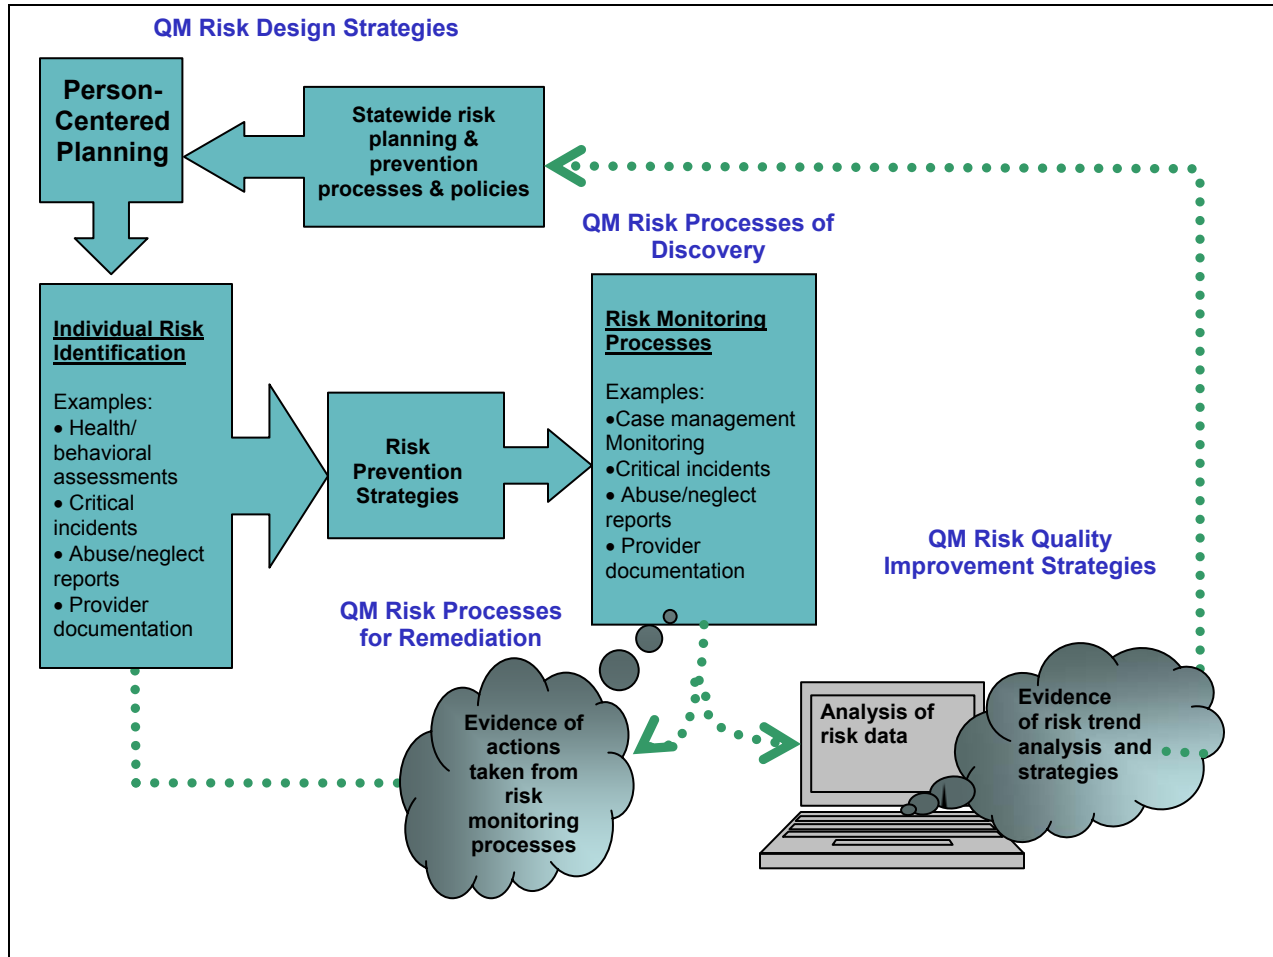 QM Risk Design Strategies
Person-
Centered
Planning
Statewide risk
planning &
prevention
processes & policies
QM Risk Processes of
Discovery
Individual Risk
Identification
Examples:
• Health/
behavioral
assessments
• Critical
incidents
• Abuse/neglect
reports
• Provider
documentation
Risk
Prevention
Strategies
Risk Monitoring
Processes
Examples:
•Case management
Monitoring
•Critical incidents
• Abuse/neglect
reports
• Provider
documentation
QM Risk Quality
Improvement Strategies
QM Risk Processes
for Remediation
Evidence of
actions
taken from
risk
monitoring
processes
Analysis of
risk data
Evidence
of risk trend
analysis and
strategies